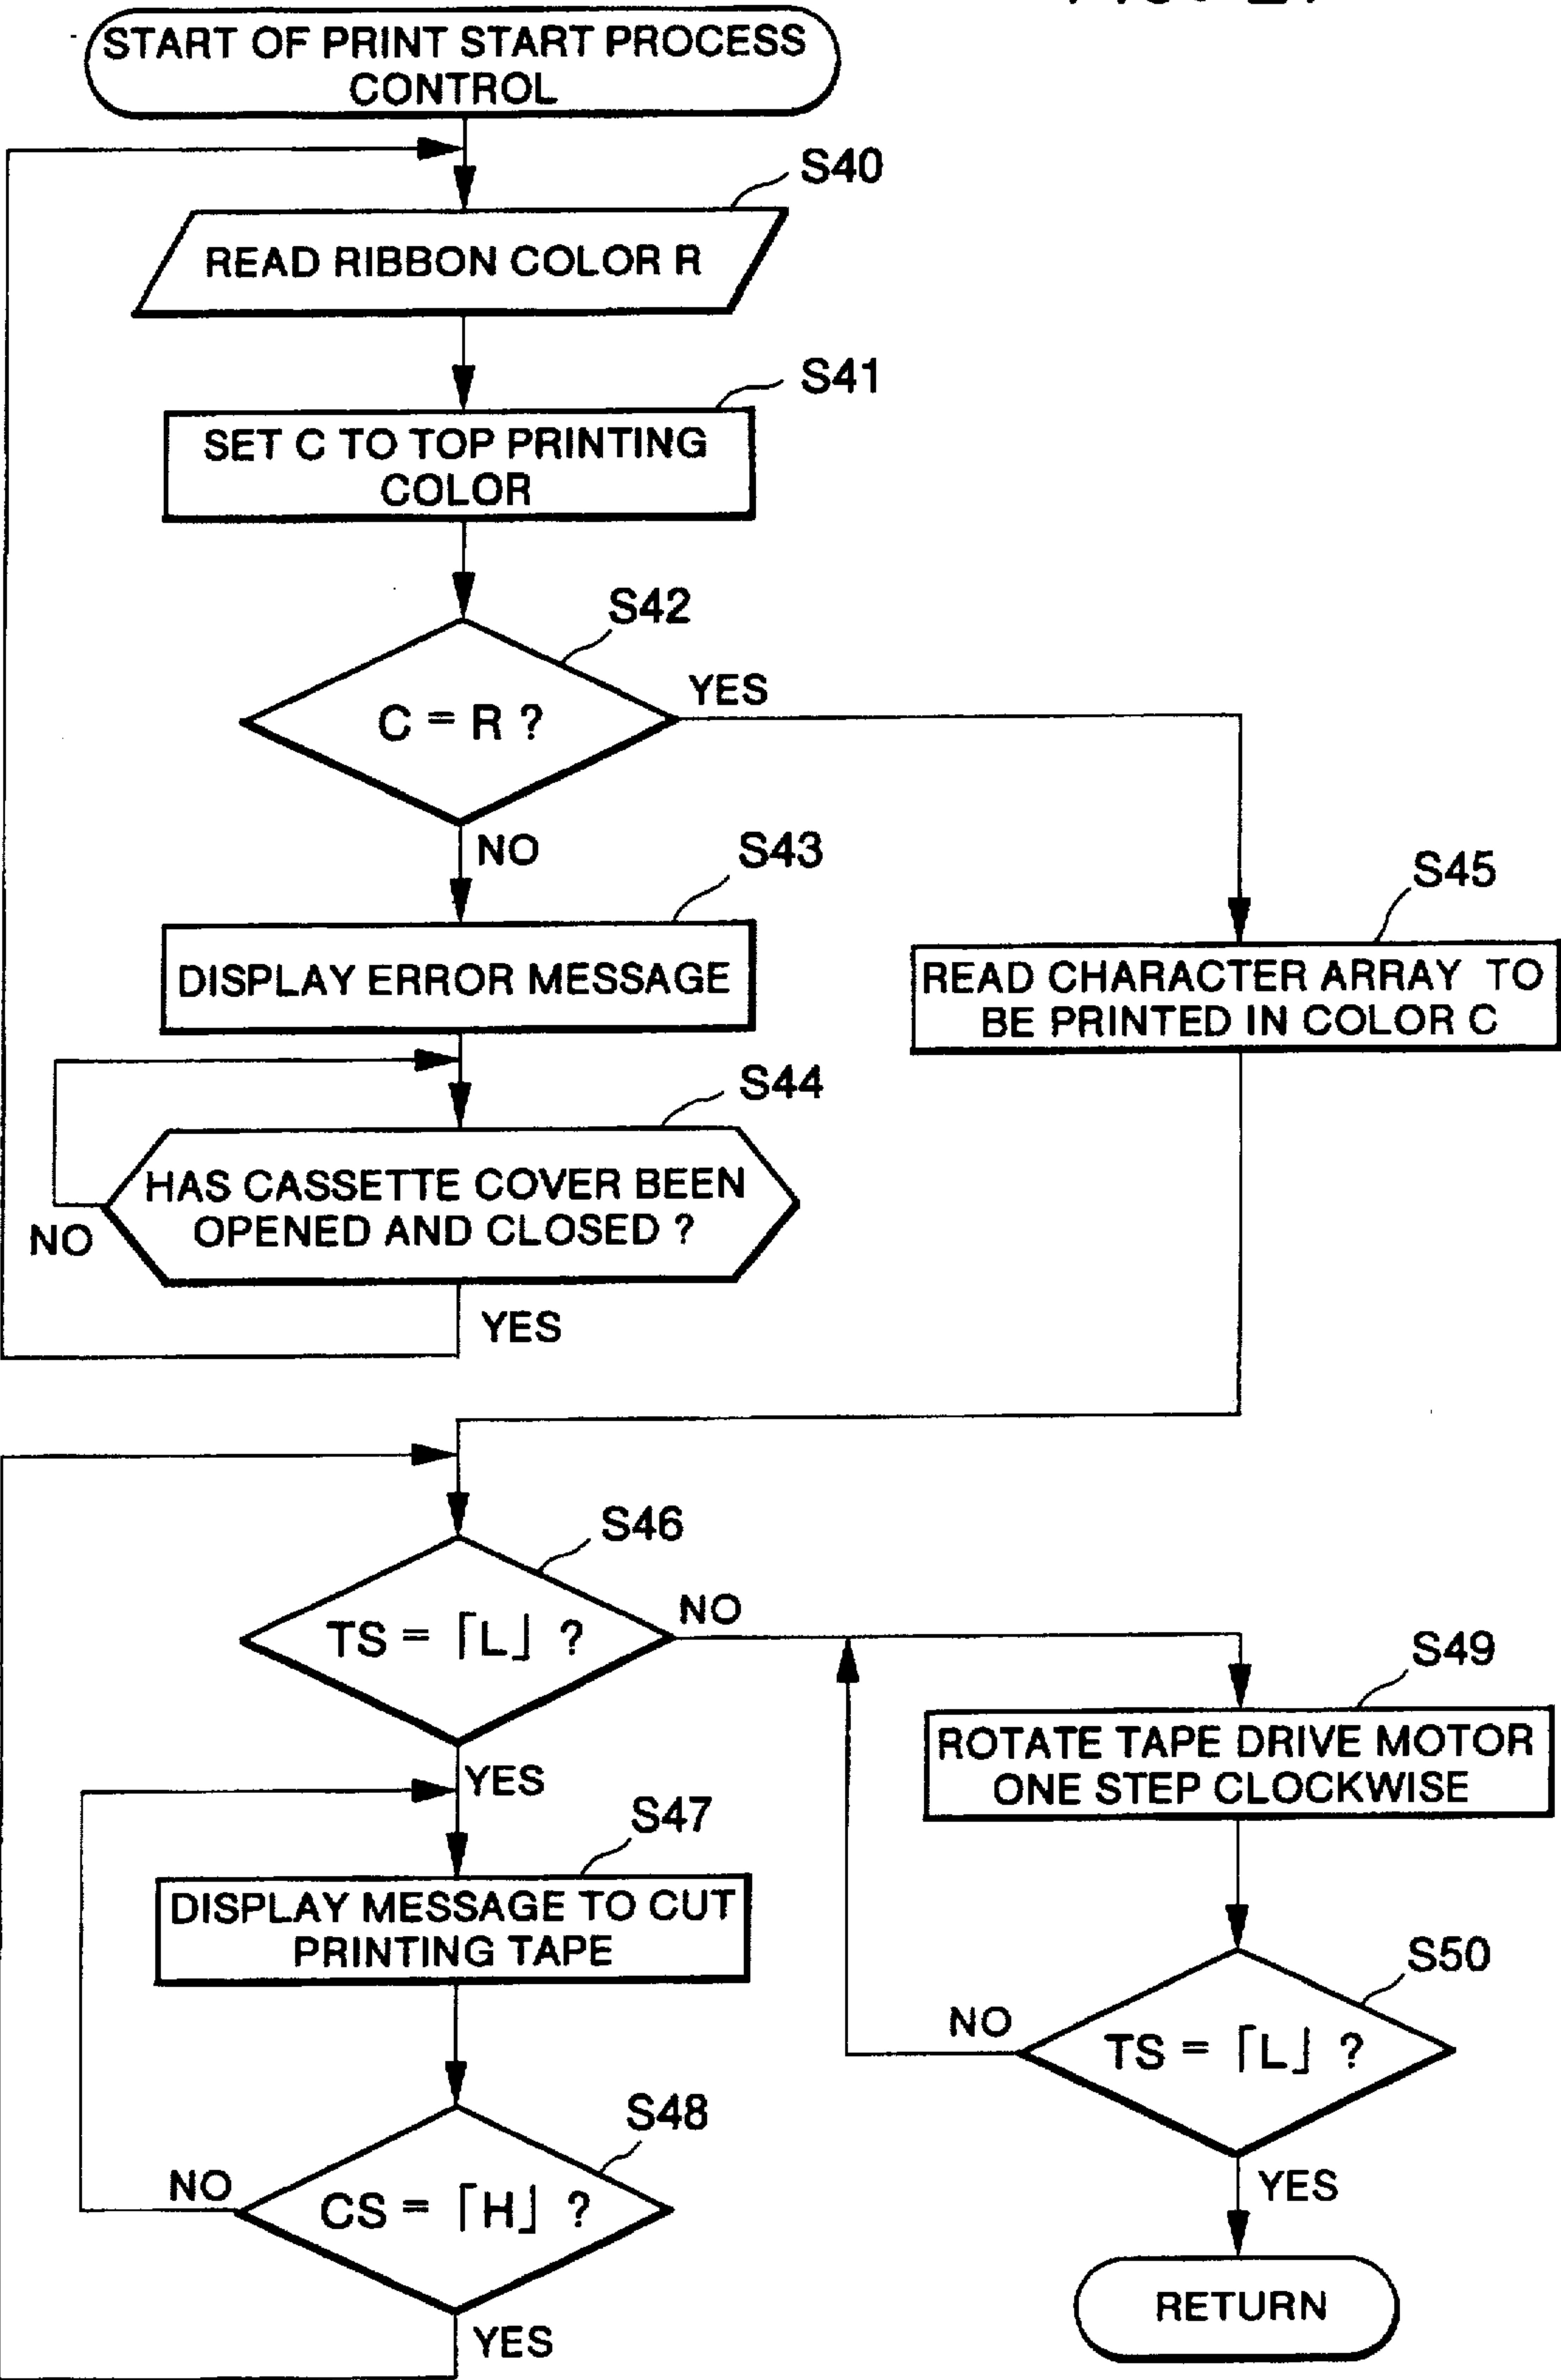 START OF PRINT START PROCESS
CONTROL
S40
READ RIBBON COLOR R
S41
SET C TO TOP PRINTING
COLOR
S42
C = R ?
YES
NO
S43
DISPLAY ERROR MESSAGE
S45
READ CHARACTER ARRAY TO
BE PRINTED IN COLOR C
S44
HAS CASSETTE COVER BEEN
OPENED AND CLOSED ?
NO
YES
S46
TS = ⌈L⌋ ?
NO
YES
S49
ROTATE TAPE DRIVE MOTOR
ONE STEP CLOCKWISE
S47
DISPLAY MESSAGE TO CUT
PRINTING TAPE
S50
TS = ⌈L⌋ ?
NO
YES
S48
CS = ⌈H⌋ ?
NO
YES
RETURN